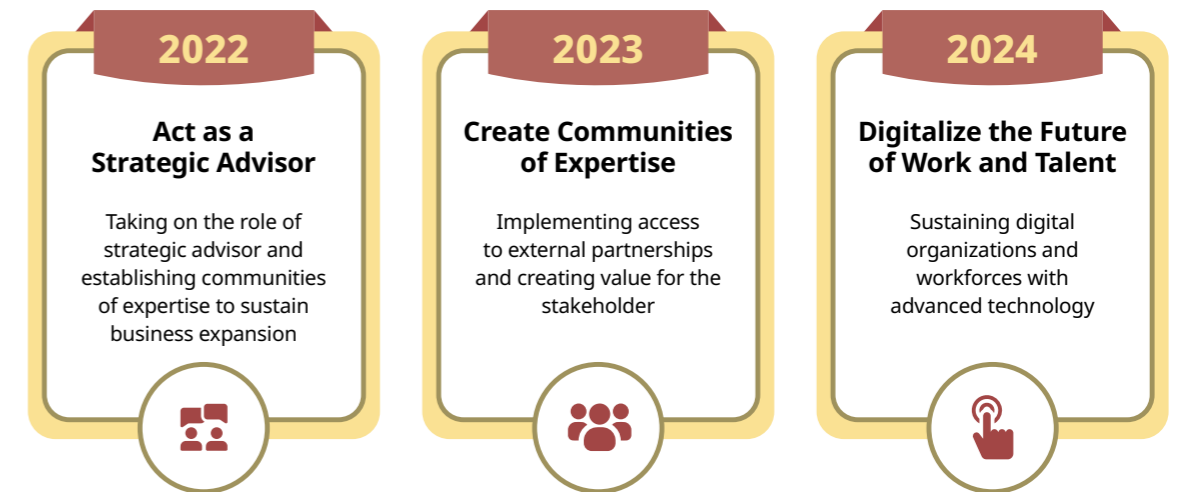 2022
Act as a
Strategic Advisor
Taking on the role of
strategic advisor and
establishing communities
of expertise to sustain
business expansion
2023
Create Communities
of Expertise
Implementing access
to external partnerships
and creating value for the
stakeholder
2024
Digitalize the Future
of Work and Talent
Sustaining digital
organizations and
workforces with
advanced technology